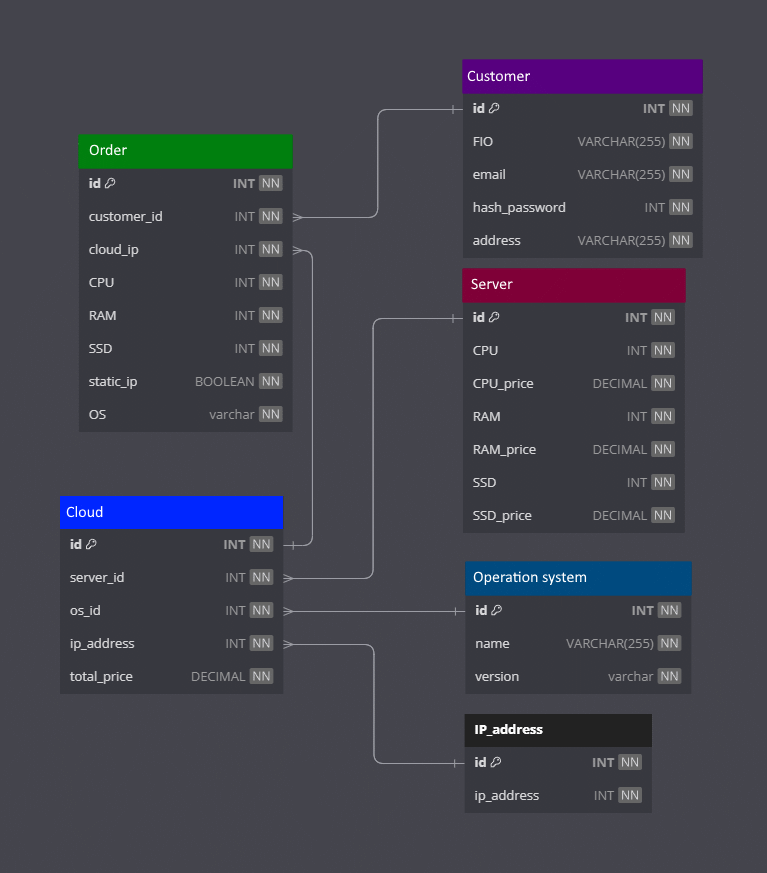 Order
id INT NN
customer_id INT NN
cloud_ip INT NN
CPU INT NN
RAM INT NN
SSD INT NN
static_ip BOOLEAN NN
OS varchar NN
Cloud
id INT NN
server_id INT NN
os_id INT NN
ip_address INT NN
total_price DECIMAL NN
Customer
id INT NN
FIO VARCHAR(255) NN
email VARCHAR(255) NN
hash_password INT NN
address VARCHAR(255) NN
Server
id INT NN
CPU INT NN
CPU_price DECIMAL NN
RAM INT NN
RAM_price DECIMAL NN
SSD INT NN
SSD_price DECIMAL NN
Operation system
id INT NN
name VARCHAR(255) NN
version varchar NN
IP_address
id INT NN
ip_address INT NN